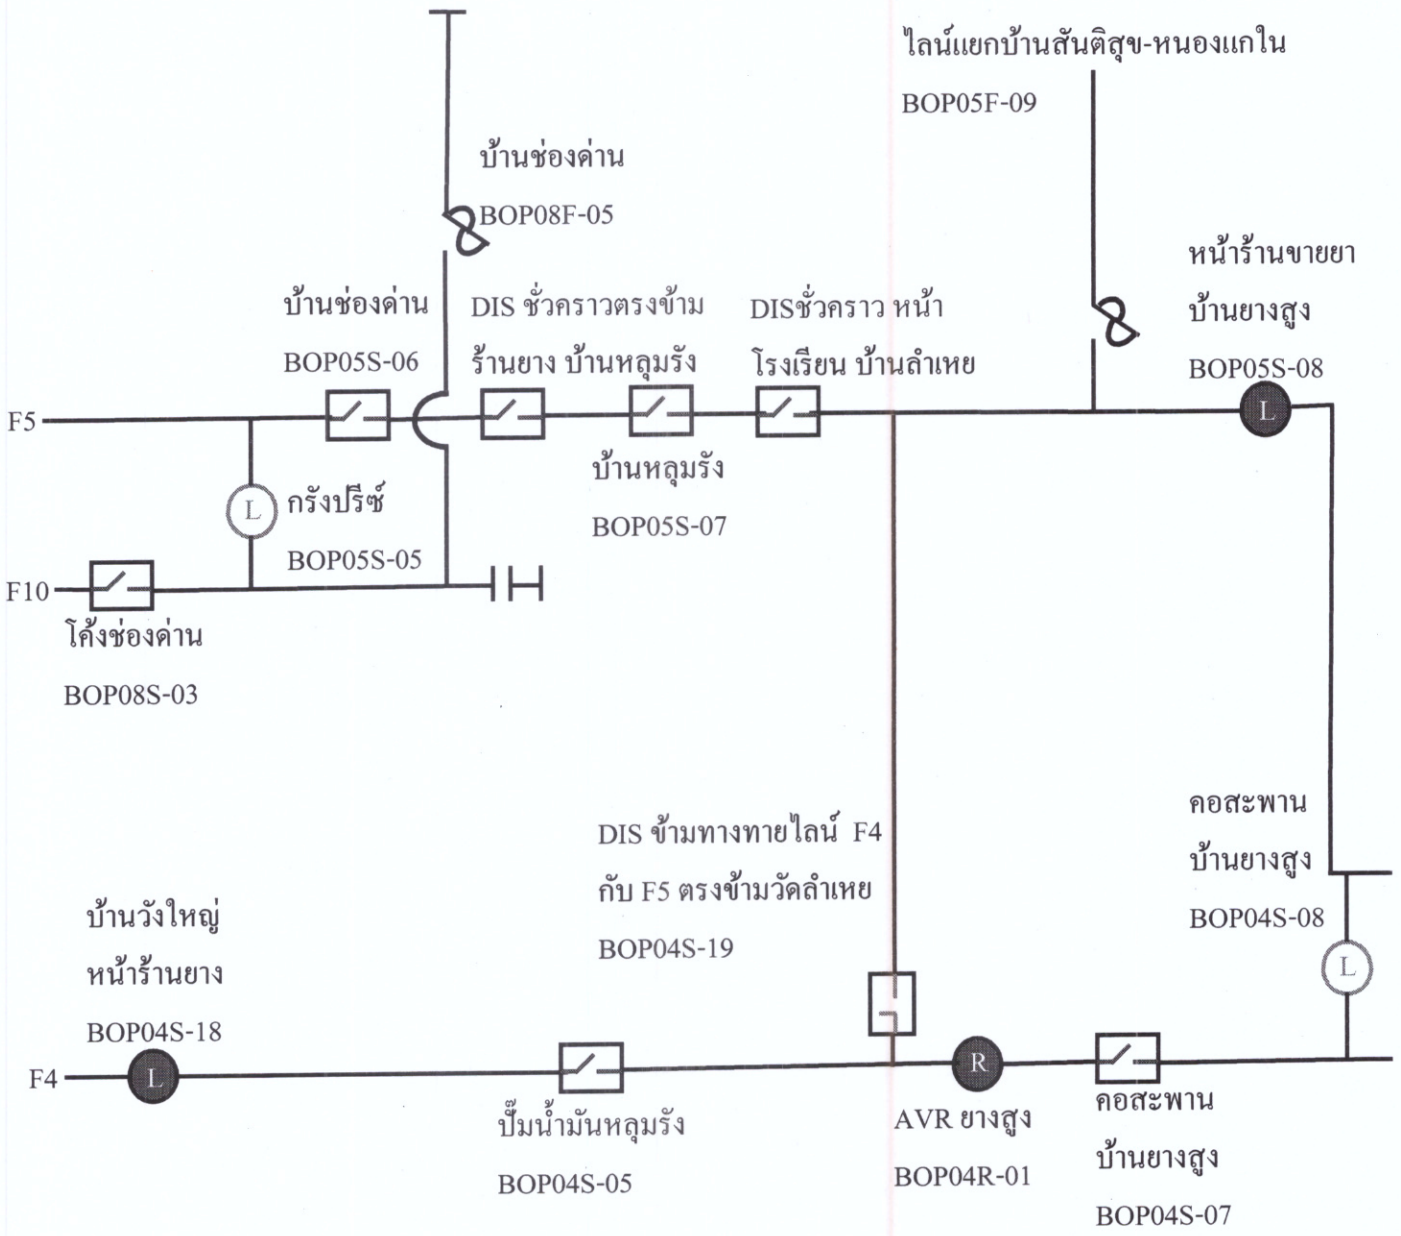 ไลน์แยกบ้านสันติสุข-หนองแกใน
BOP05F-09
บ้านช่องด่าน
BOP08F-05
หน้าร้านขายยา
บ้านยางสูง
BOP05S-08
บ้านช่องด่าน
BOP05S-06
DIS ชั่วคราวตรงข้าม
ร้านยาง บ้านหลุมรัง
DISชั่วคราว หน้า
โรงเรียน บ้านลำเหย
L
F5
บ้านหลุมรัง
BOP05S-07
L
กรังปรีซ์
BOP05S-05
F10
โค้งช่องด่าน
BOP08S-03
DIS ข้ามทางทายไลน์ F4
กับ F5 ตรงข้ามวัดลำเหย
BOP04S-19
คอสะพาน
บ้านยางสูง
BOP04S-08
L
บ้านวังใหญ่
หน้าร้านยาง
BOP04S-18
F4
L
R
ปั๊มน้ำมันหลุมรัง
BOP04S-05
AVR ยางสูง
BOP04R-01
คอสะพาน
บ้านยางสูง
BOP04S-07